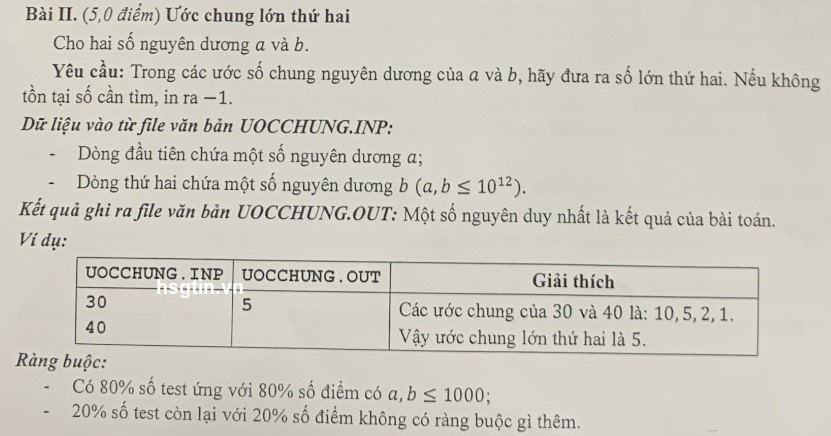 Bài II. (5,0 điểm) Ước chung lớn thứ hai
Cho hai số nguyên dương a và b.
Yêu cầu: Trong các ước số chung nguyên dương của a và b, hãy đưa ra số lớn thứ hai. Nếu không
tồn tại số cần tìm, in ra −1.
Dữ liệu vào từ file văn bản UOCCHUNG.INP:
- Dòng đầu tiên chứa một số nguyên dương a;
- Dòng thứ hai chứa một số nguyên dương b (a, b ≤ 10¹²).
Kết quả ghi ra file văn bản UOCCHUNG.OUT: Một số nguyên duy nhất là kết quả của bài toán.
Ví dụ:
UOCCHUNG.INP UOCCHUNG.OUT Giải thích
hsgtin.vn
30 5 Các ước chung của 30 và 40 là: 10, 5, 2, 1.
40 Vậy ước chung lớn thứ hai là 5.
Ràng buộc:
- Có 80% số test ứng với 80% số điểm có a, b ≤ 1000;
- 20% số test còn lại với 20% số điểm không có ràng buộc gì thêm.